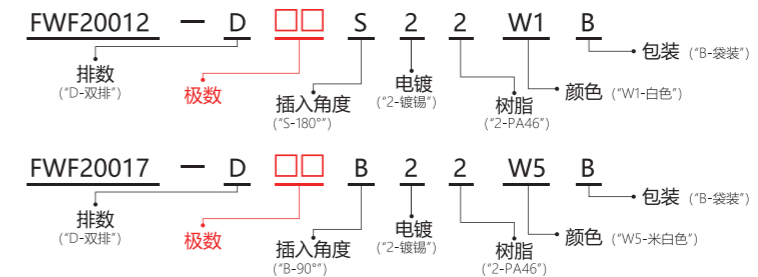 FWF20012 — D □□ S 2 2 W1 B
包装 ("B-袋装")
排数 电镀 颜色 ("W1-白色")
("D-双排") 极数 插入角度 ("2-镀锡") 树脂
("S-180°") ("2-PA46")
FWF20017 — D □□ B 2 2 W5 B
包装 ("B-袋装")
排数 电镀 颜色 ("W5-米白色")
("D-双排") 极数 插入角度 ("2-镀锡") 树脂
("B-90°") ("2-PA46")